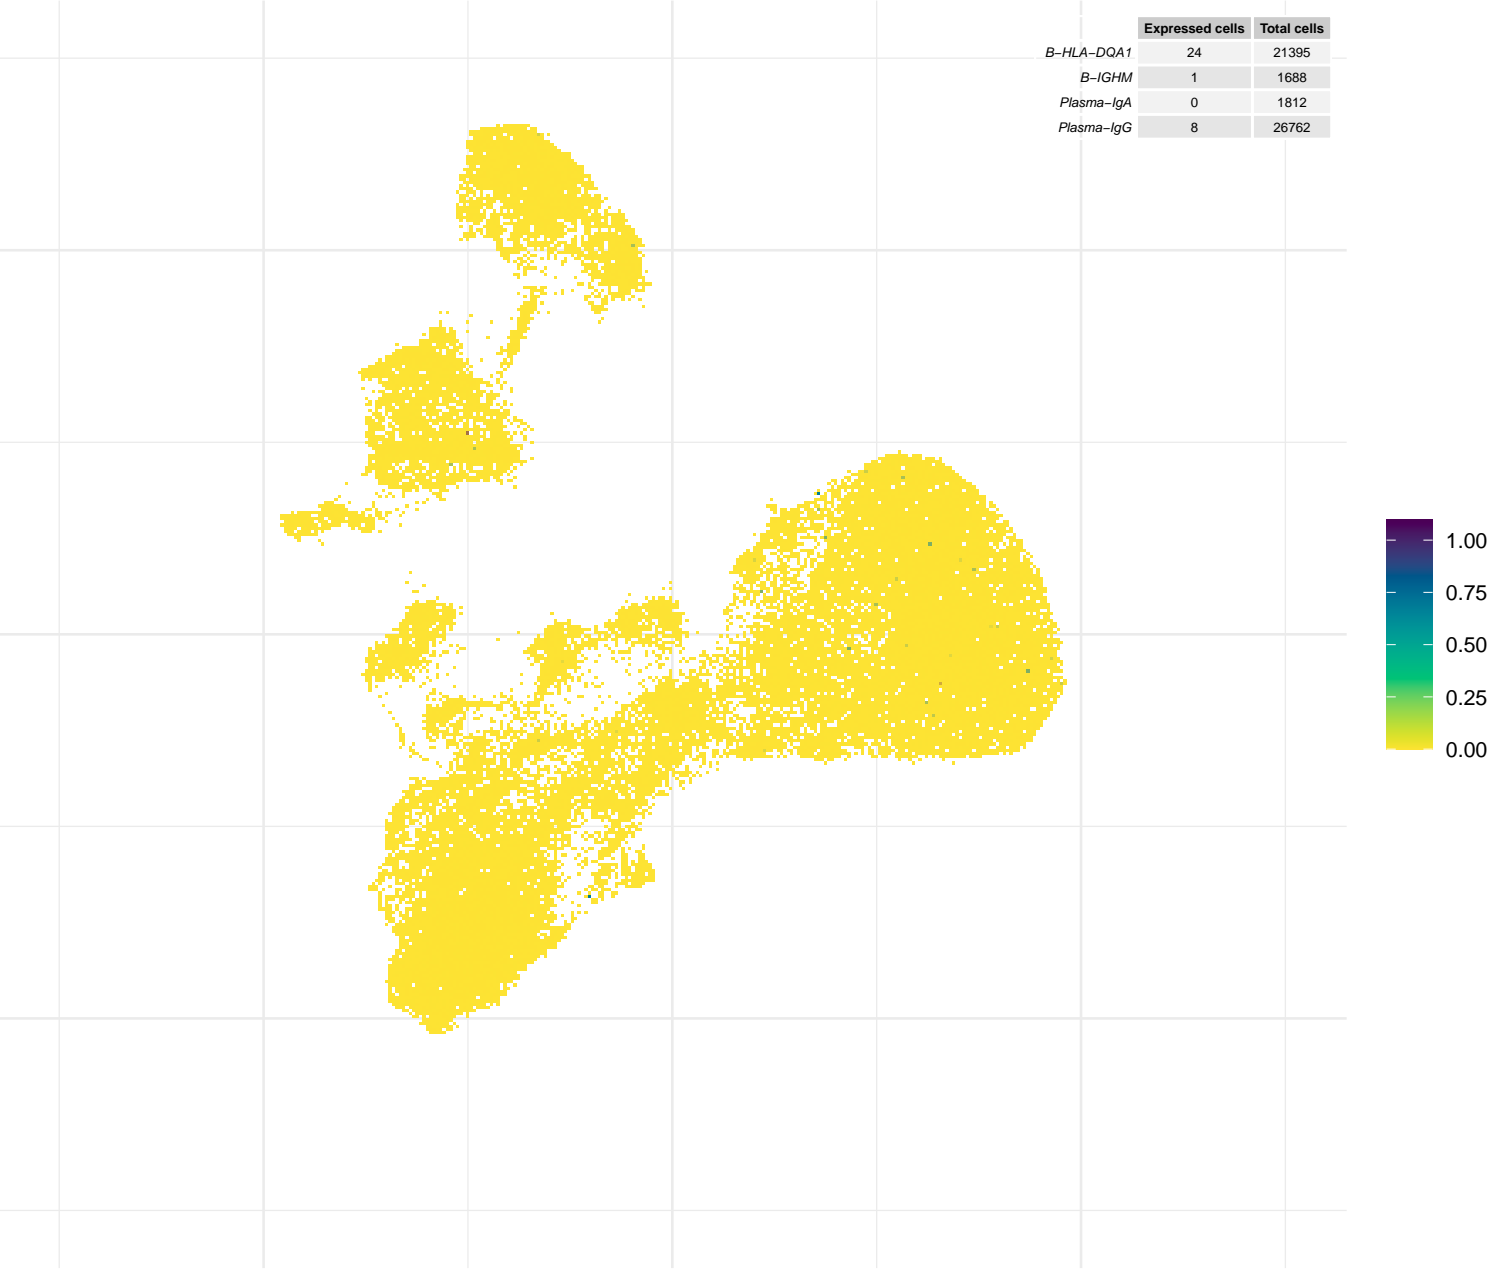 Expressed cells Total cells
B−HLA−DQA1 24 21395
B−IGHM 1 1688
Plasma−IgA 0 1812
Plasma−IgG 8 26762
1.00
0.75
0.50
0.25
0.00